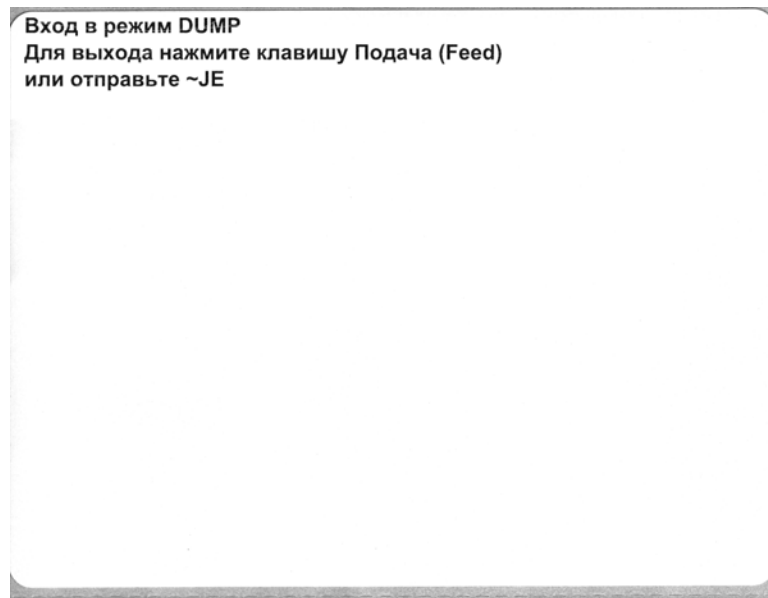 Вход в режим DUMP
Для выхода нажмите клавишу Подача (Feed)
или отправьте ~JE